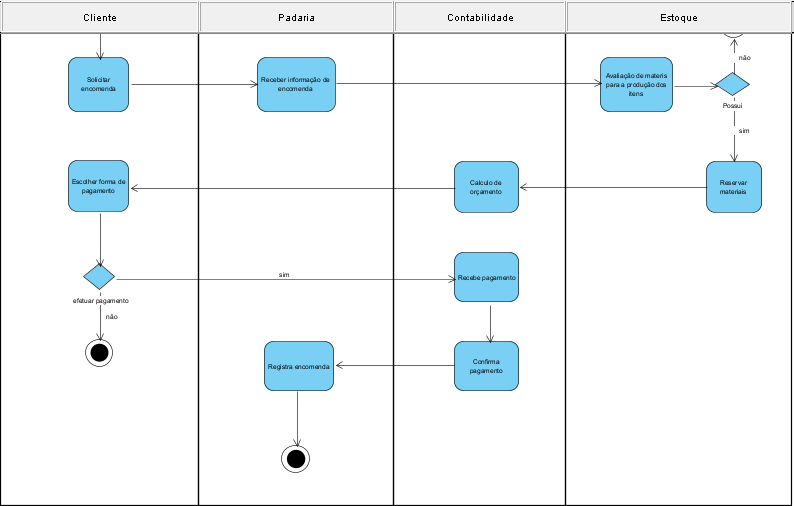 Cliente
Padaria
Contabilidade
Estoque
Solicitar
encomenda
Receber informação de
encomenda
Avaliação de materis
para a produção dos
itens
não
Possui
sim
Escolher forma de
pagamento
Calculo de
orçamento
Reservar
materiais
sim
Recebe pagamento
efetuar pagamento
não
Registra encomenda
Confirma
pagamento